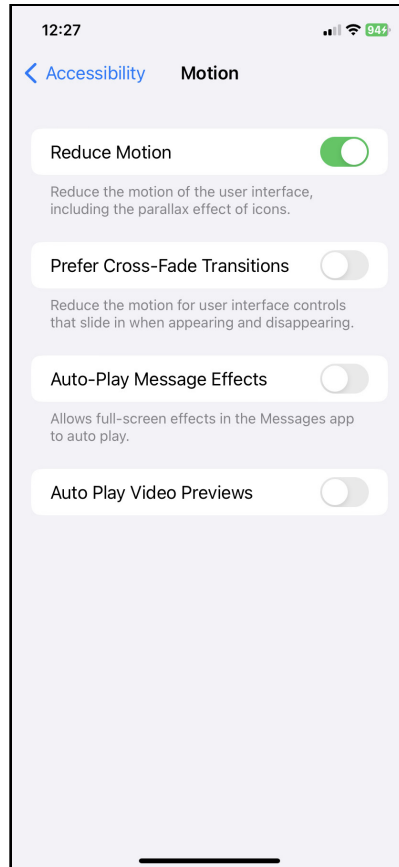 12:27
94
Accessibility
Motion
Reduce Motion
Reduce the motion of the user interface,
including the parallax effect of icons.
Prefer Cross-Fade Transitions
Reduce the motion for user interface controls
that slide in when appearing and disappearing.
Auto-Play Message Effects
Allows full-screen effects in the Messages app
to auto play.
Auto Play Video Previews